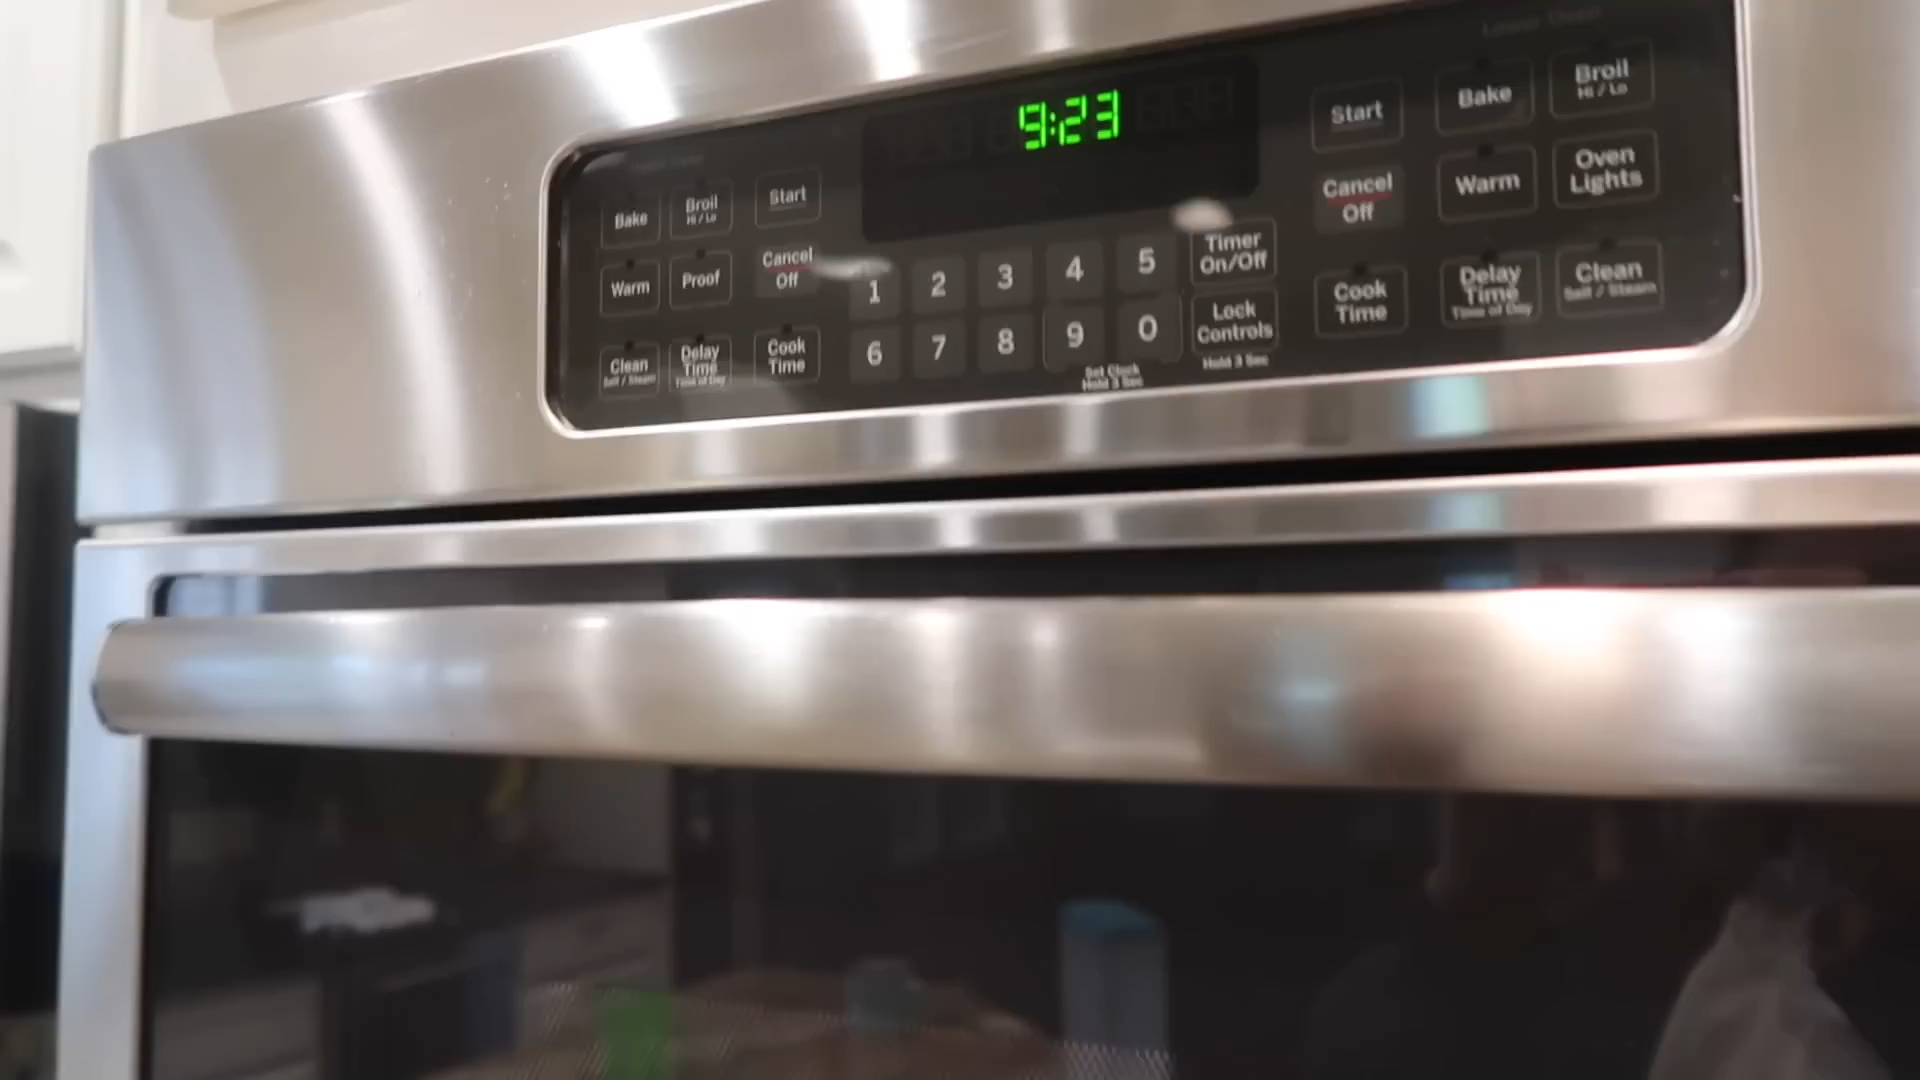 Lower Oven
9:23
Bake
Broil
Hi / Lo
Start
Warm
Proof
Cancel
Off
Clean
Self / Steam
Delay
Time
Time of Day
Cook
Time
1 2 3 4 5
6 7 8 9 0
Set Clock
Hold 3 Sec
Timer
On/Off
Lock
Controls
Hold 3 Sec
Start
Bake
Broil
Hi / Lo
Cancel
Off
Warm
Oven
Lights
Cook
Time
Delay
Time
Time of Day
Clean
Self / Steam